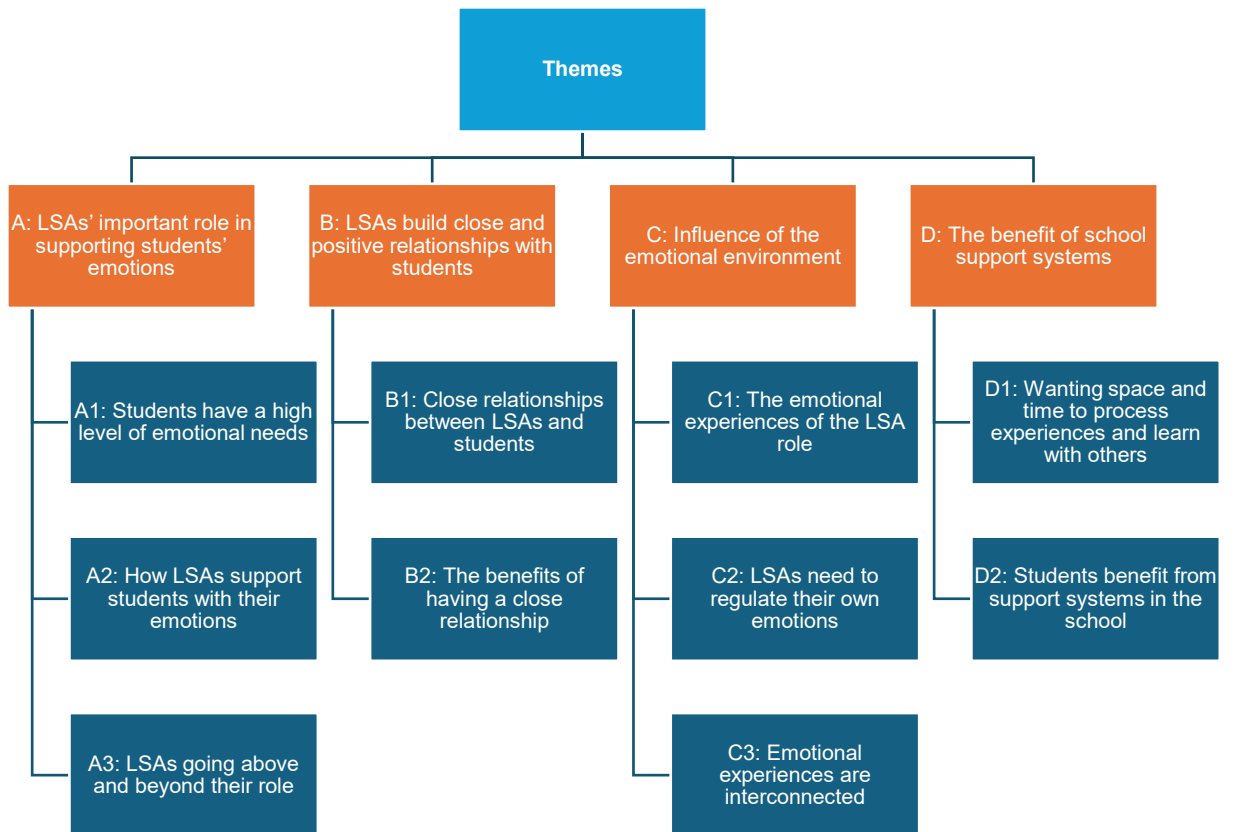 Themes
A: LSAs’ important role in
supporting students’
emotions
B: LSAs build close and
positive relationships with
students
C: Influence of the
emotional environment
D: The benefit of school
support systems
A1: Students have a high
level of emotional needs
B1: Close relationships
between LSAs and
students
C1: The emotional
experiences of the LSA
role
D1: Wanting space and
time to process
experiences and learn
with others
A2: How LSAs support
students with their
emotions
B2: The benefits of
having a close
relationship
C2: LSAs need to
regulate their own
emotions
D2: Students benefit from
support systems in the
school
A3: LSAs going above
and beyond their role
C3: Emotional
experiences are
interconnected